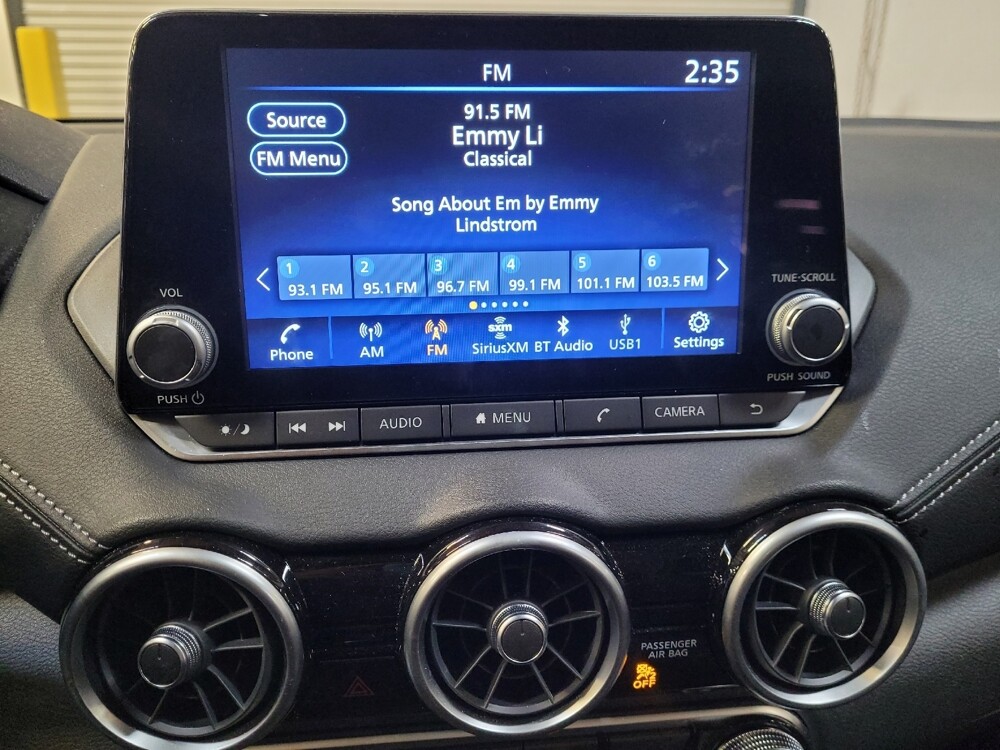 FM
2:35
Source
FM Menu
91.5 FM
Emmy Li
Classical
Song About Em by Emmy
Lindstrom
1 93.1 FM
2 95.1 FM
3 96.7 FM
4 99.1 FM
5 101.1 FM
6 103.5 FM
Phone
AM
FM
sxm
SiriusXM
BT Audio
USB1
Settings
VOL
PUSH
TUNE·SCROLL
PUSH SOUND
AUDIO
MENU
CAMERA
PASSENGER
AIR BAG
2
OFF